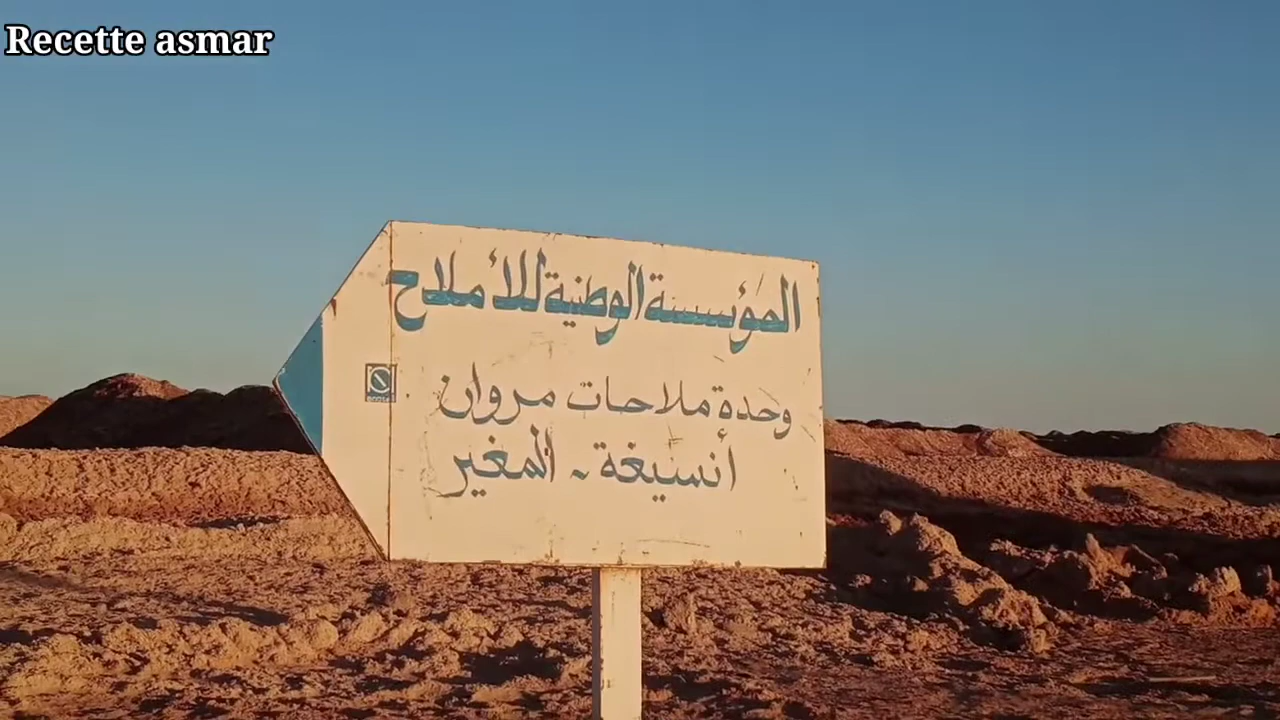 Recette asmar
المؤسسة الوطنية للأملاح
وحدة ملاحات مروان
أنسيغة - المغير